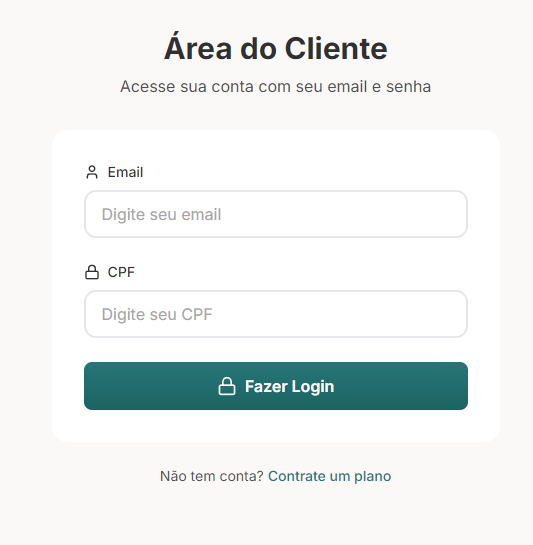 Área do Cliente
Acesse sua conta com seu email e senha
Email
Digite seu email
CPF
Digite seu CPF
Fazer Login
Não tem conta? Contrate um plano